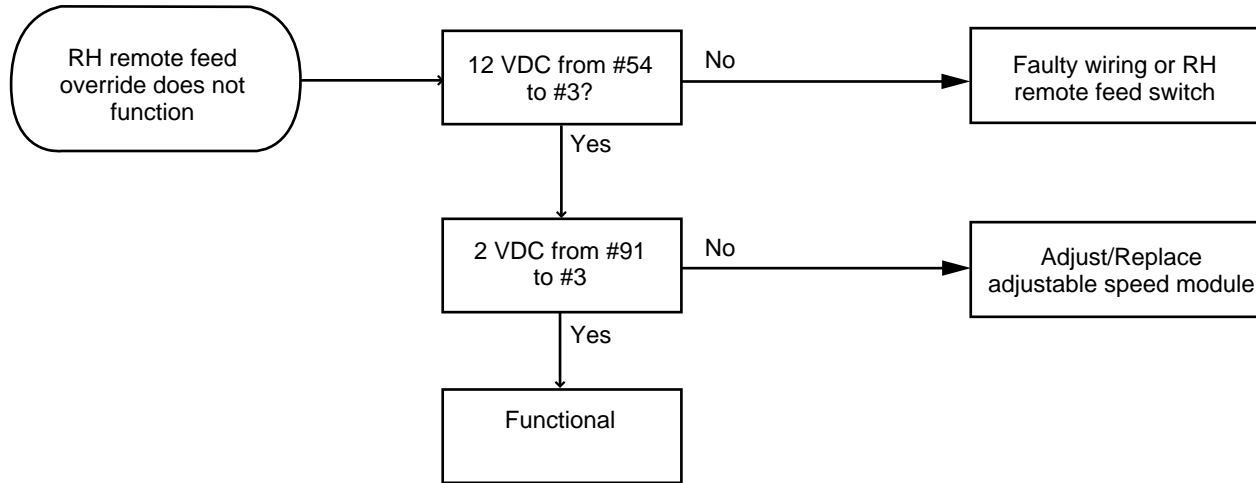 RH remote feed
override does not
function
12 VDC from #54
to #3?
No
Faulty wiring or RH
remote feed switch
Yes
2 VDC from #91
to #3
No
Adjust/Replace
adjustable speed module
Yes
Functional